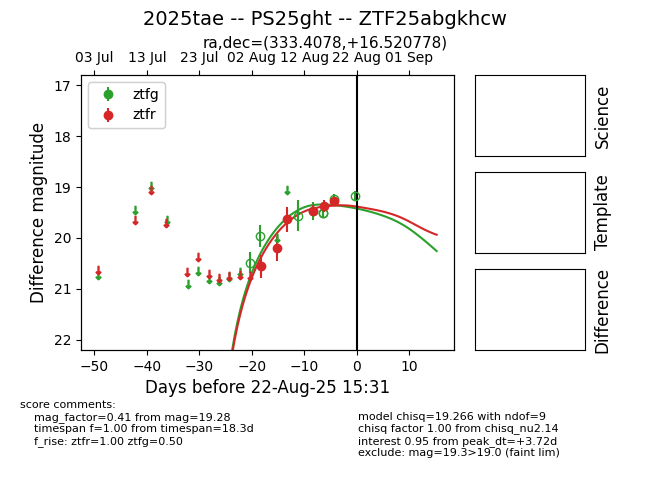 2025tae -- PS25ght -- ZTF25abgkhcw
ra,dec=(333.4078,+16.520778)
03 Jul 13 Jul 23 Jul 02 Aug 12 Aug 22 Aug 01 Sep
ztfg
ztfr
17
18
19
20
21
22
Difference magnitude
−50 −40 −30 −20 −10 0 10
Days before 22-Aug-25 15:31
Science
Template
Difference
score comments:
mag_factor=0.41 from mag=19.28
timespan f=1.00 from timespan=18.3d
f_rise: ztfr=1.00 ztfg=0.50
model chisq=19.266 with ndof=9
chisq factor 1.00 from chisq_nu2.14
interest 0.95 from peak_dt=+3.72d
exclude: mag=19.3>19.0 (faint lim)